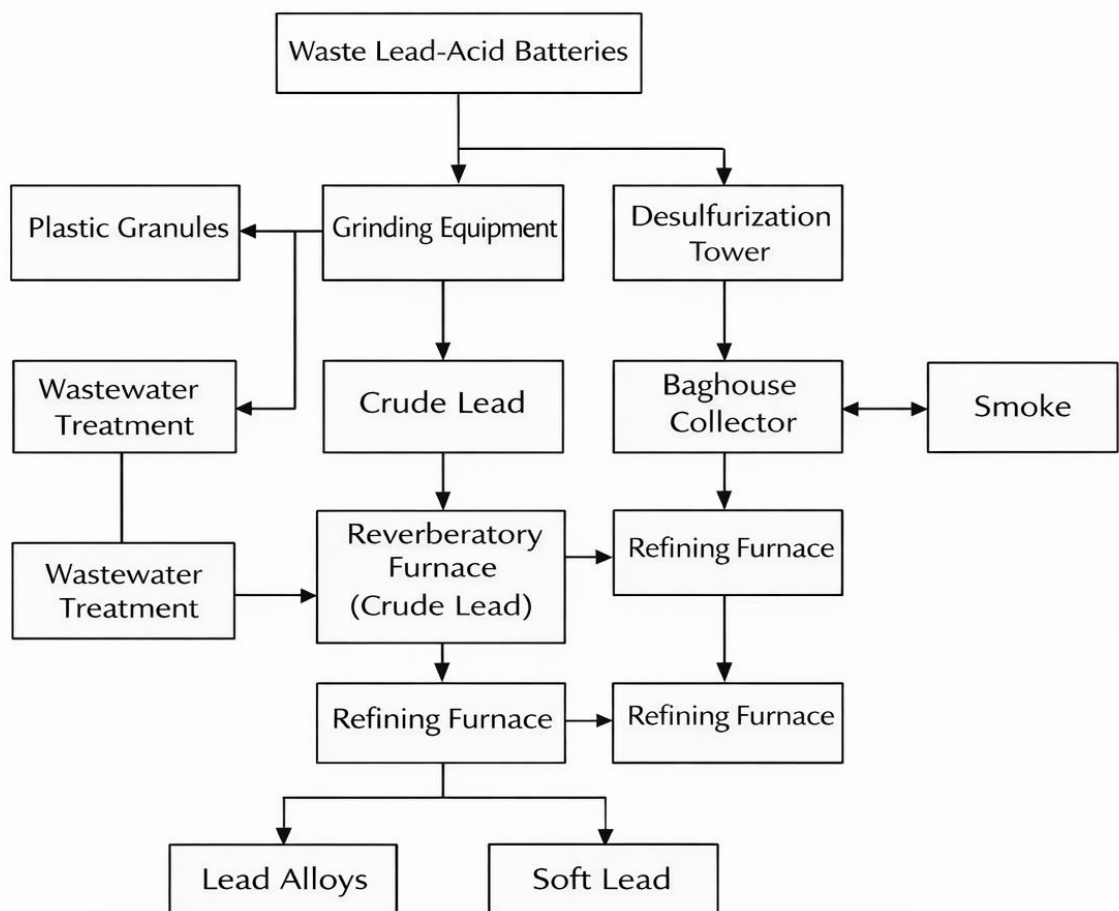 Waste Lead-Acid Batteries
Plastic Granules
Grinding Equipment
Desulfurization
Tower
Wastewater
Treatment
Crude Lead
Baghouse
Collector
Smoke
Wastewater
Treatment
Reverberatory
Furnace
(Crude Lead)
Refining Furnace
Refining Furnace
Refining Furnace
Lead Alloys
Soft Lead